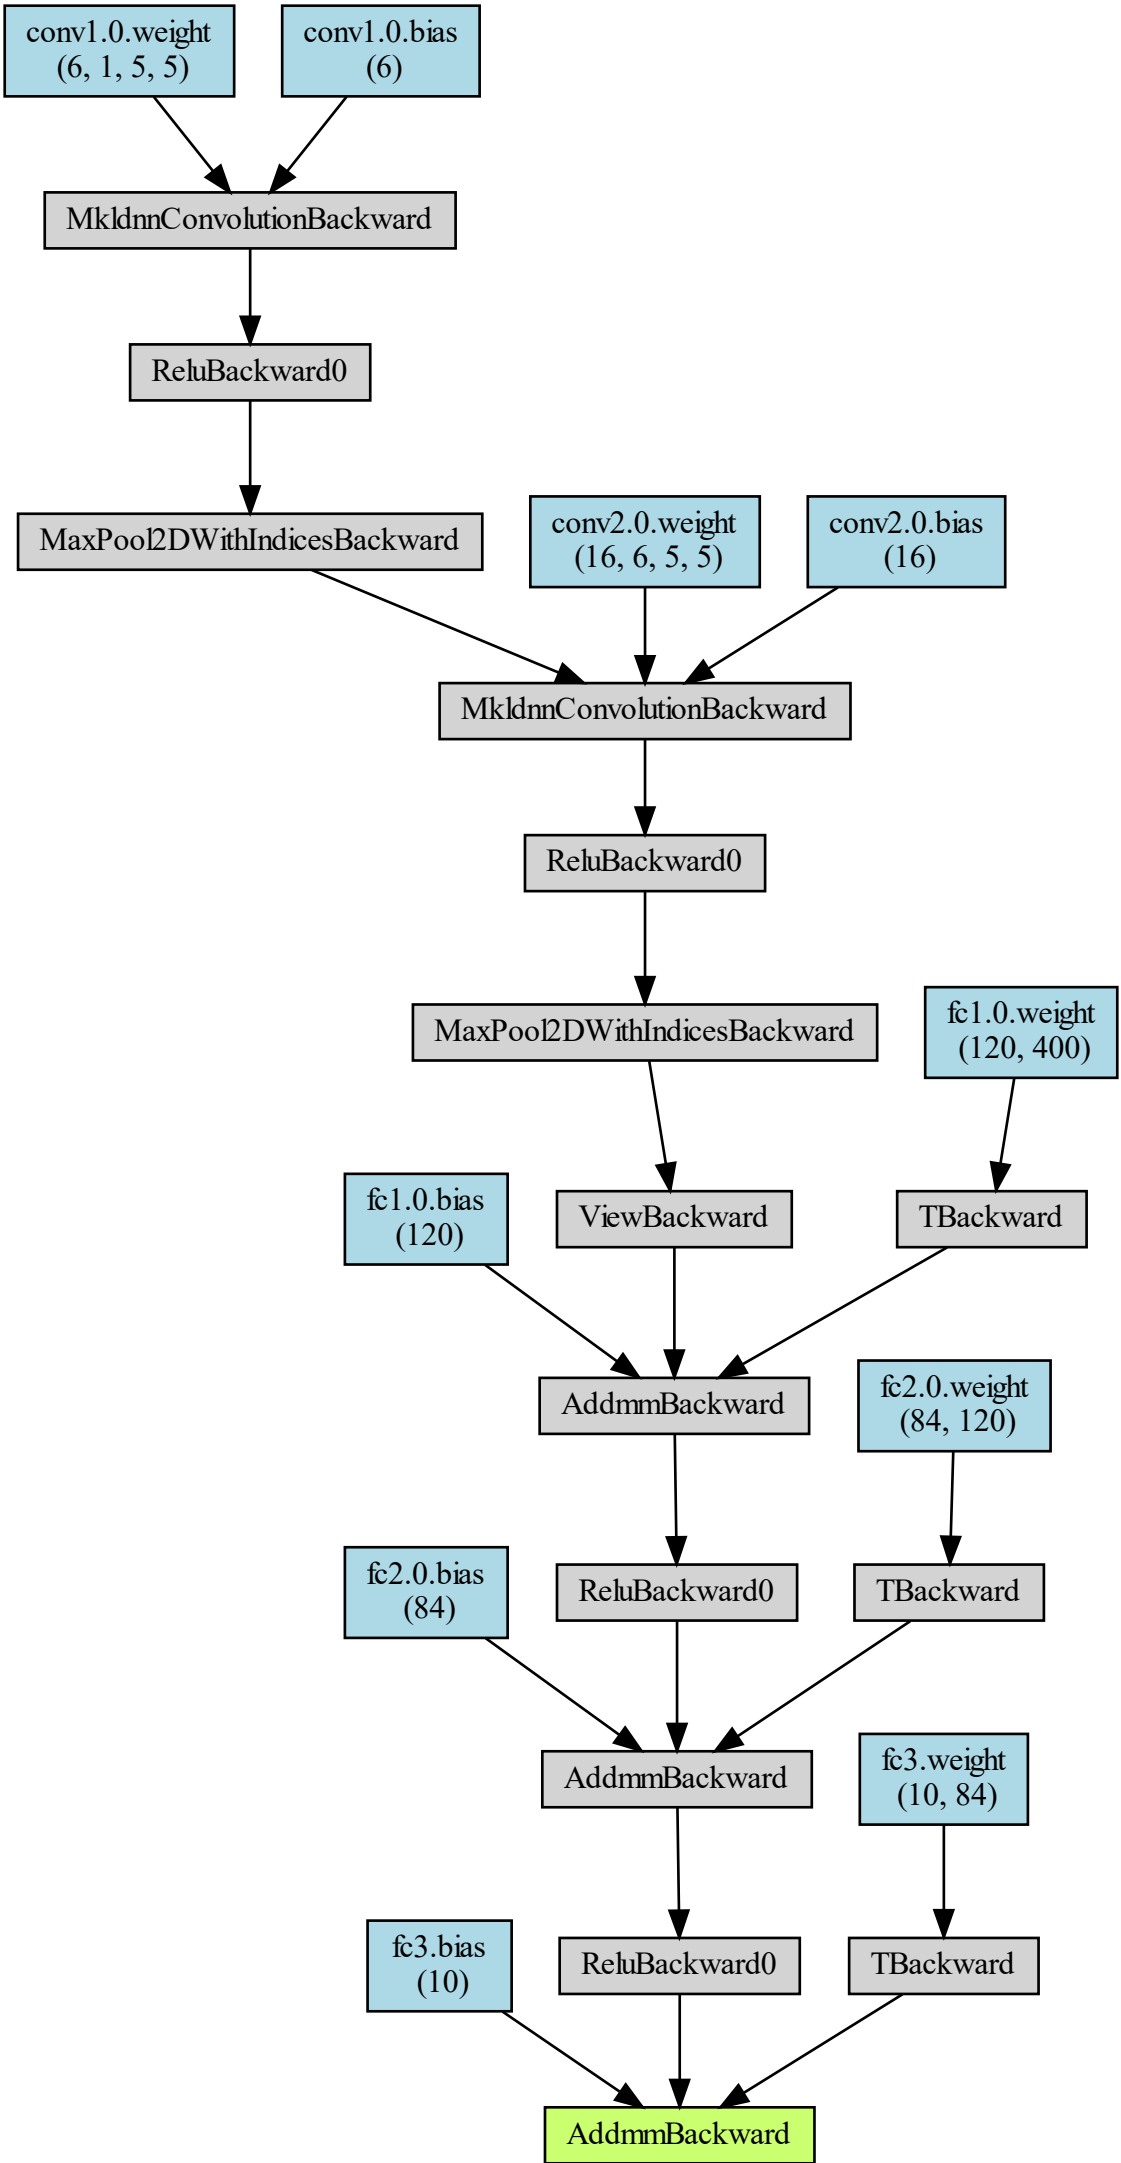 conv1.0.weight
(6, 1, 5, 5)
conv1.0.bias
(6)
MkldnnConvolutionBackward
ReluBackward0
MaxPool2DWithIndicesBackward
conv2.0.weight
(16, 6, 5, 5)
conv2.0.bias
(16)
MkldnnConvolutionBackward
ReluBackward0
MaxPool2DWithIndicesBackward
fc1.0.weight
(120, 400)
fc1.0.bias
(120)
ViewBackward
TBackward
AddmmBackward
fc2.0.weight
(84, 120)
fc2.0.bias
(84)
ReluBackward0
TBackward
AddmmBackward
fc3.weight
(10, 84)
fc3.bias
(10)
ReluBackward0
TBackward
AddmmBackward